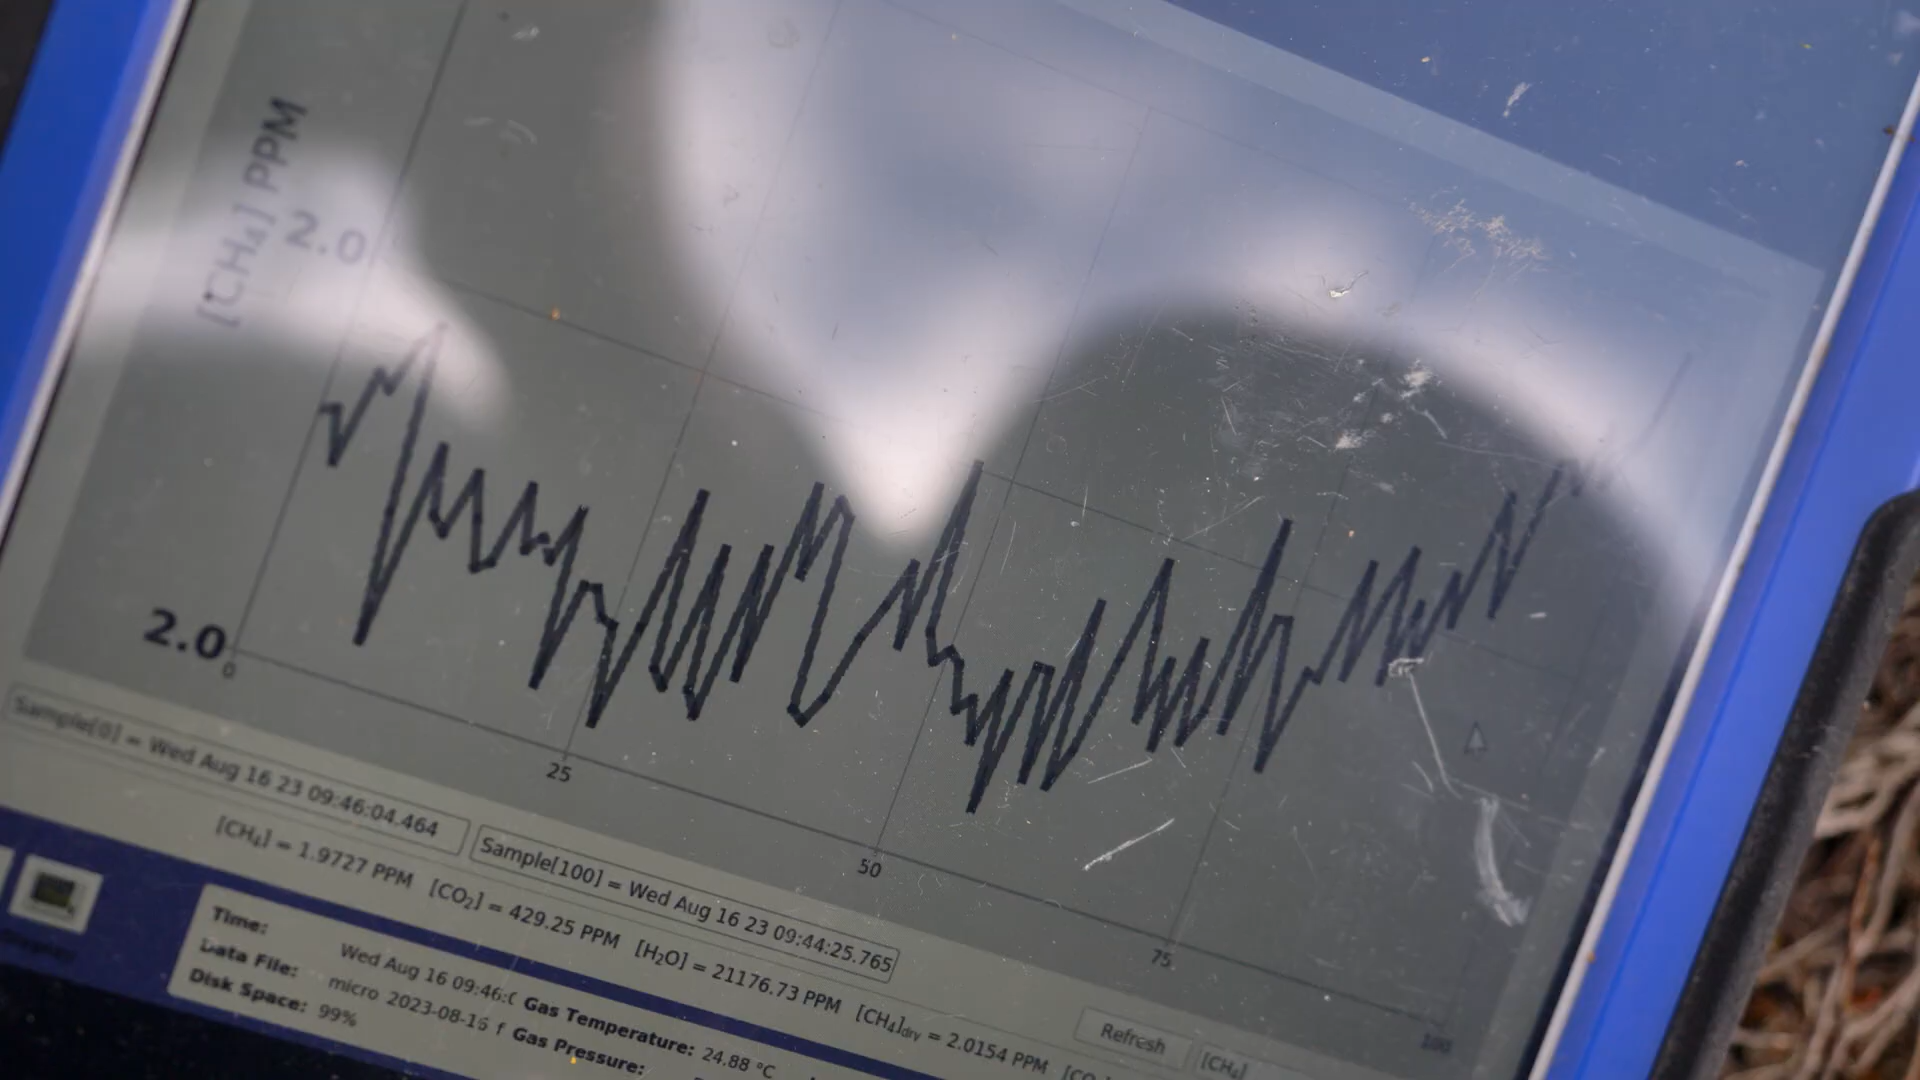 [CH₄] PPM
2.0
2.0
0
25
50
75
100
Sample[0] = Wed Aug 16 23 09:46:04.464
Sample[100] = Wed Aug 16 23 09:44:25.765
[CH₄] = 1.9727 PPM [CO₂] = 429.25 PPM [H₂O] = 21176.73 PPM [CH₄]dry = 2.0154 PPM [CO
Refresh [CH₄]
Time: Wed Aug 16 09:46:0
Data File: micro 2023-08-16 f
Disk Space: 99%
Gas Temperature: 24.88 °C
Gas Pressure: